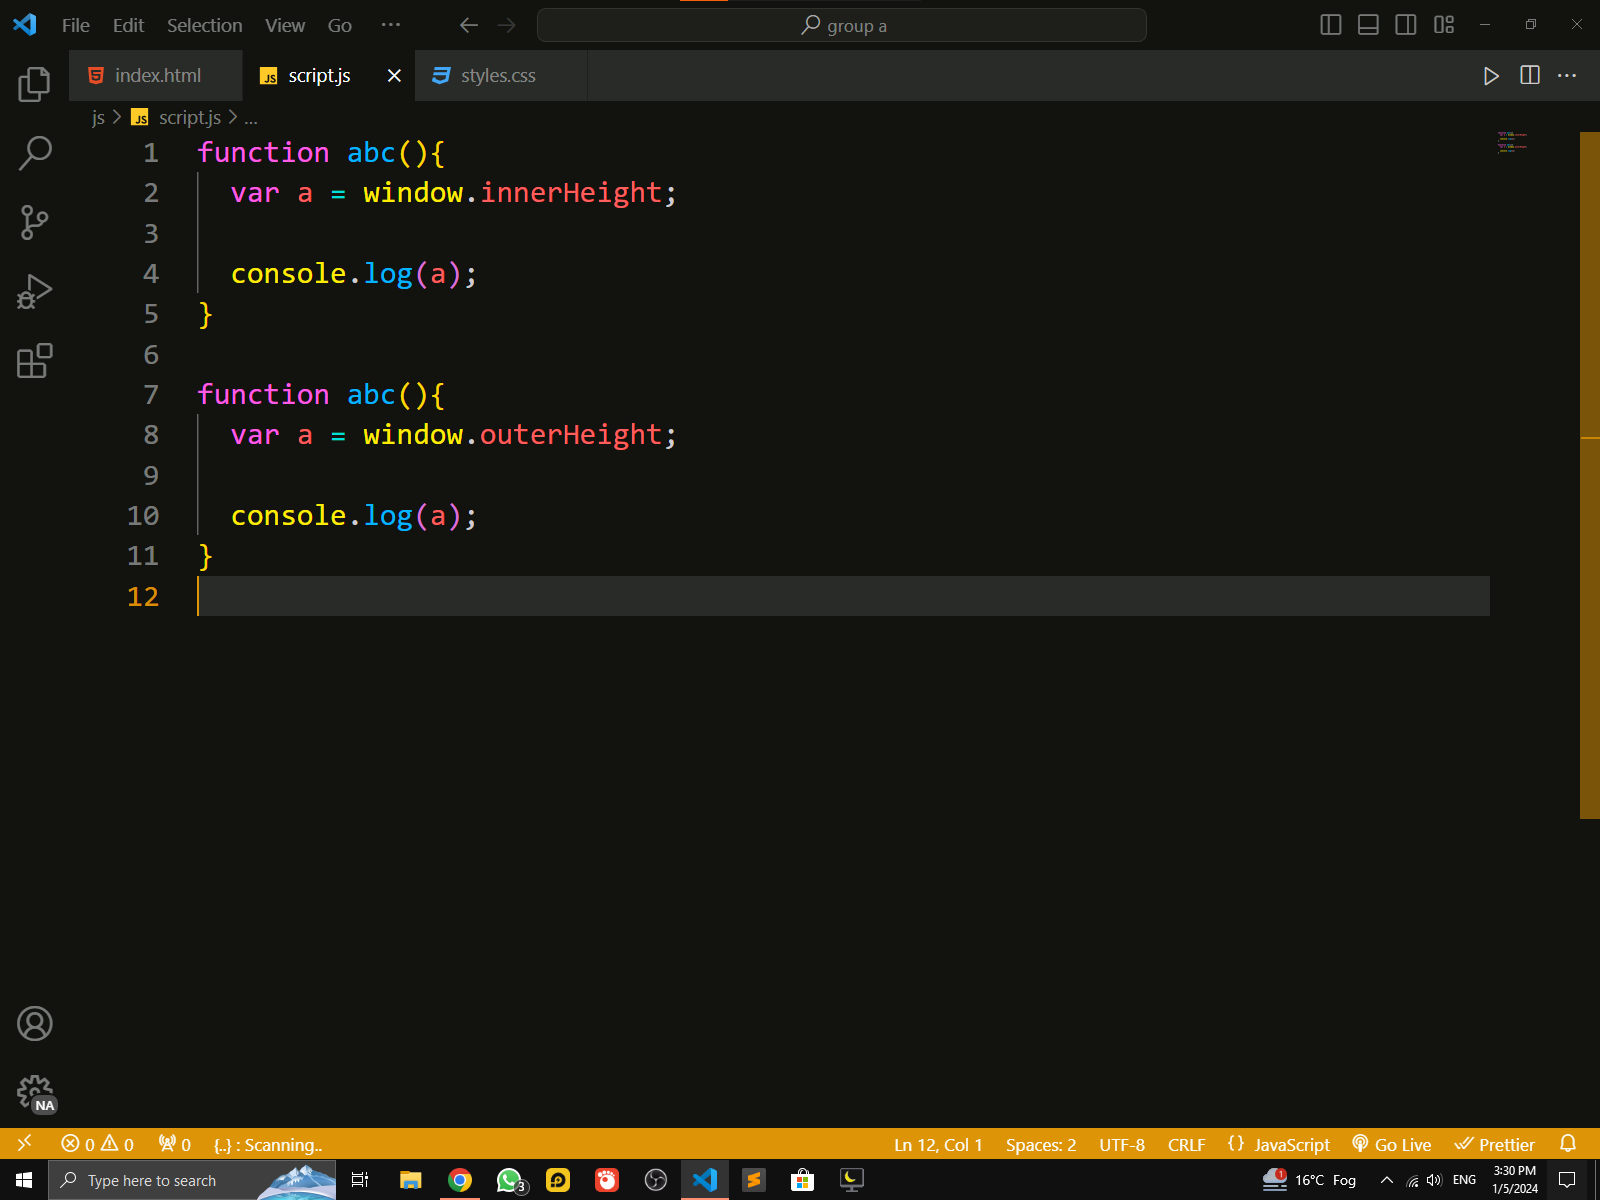 File Edit Selection View Go ··· group a
index.html script.js styles.css
js > script.js > ...
1 function abc(){
2 var a = window.innerHeight;
3
4 console.log(a);
5 }
6
7 function abc(){
8 var a = window.outerHeight;
9
10 console.log(a);
11 }
12
NA
0 0 0 {..} : Scanning.. Ln 12, Col 1 Spaces: 2 UTF-8 CRLF {} JavaScript Go Live Prettier
Type here to search 3 1 16°C Fog ENG 3:30 PM
1/5/2024